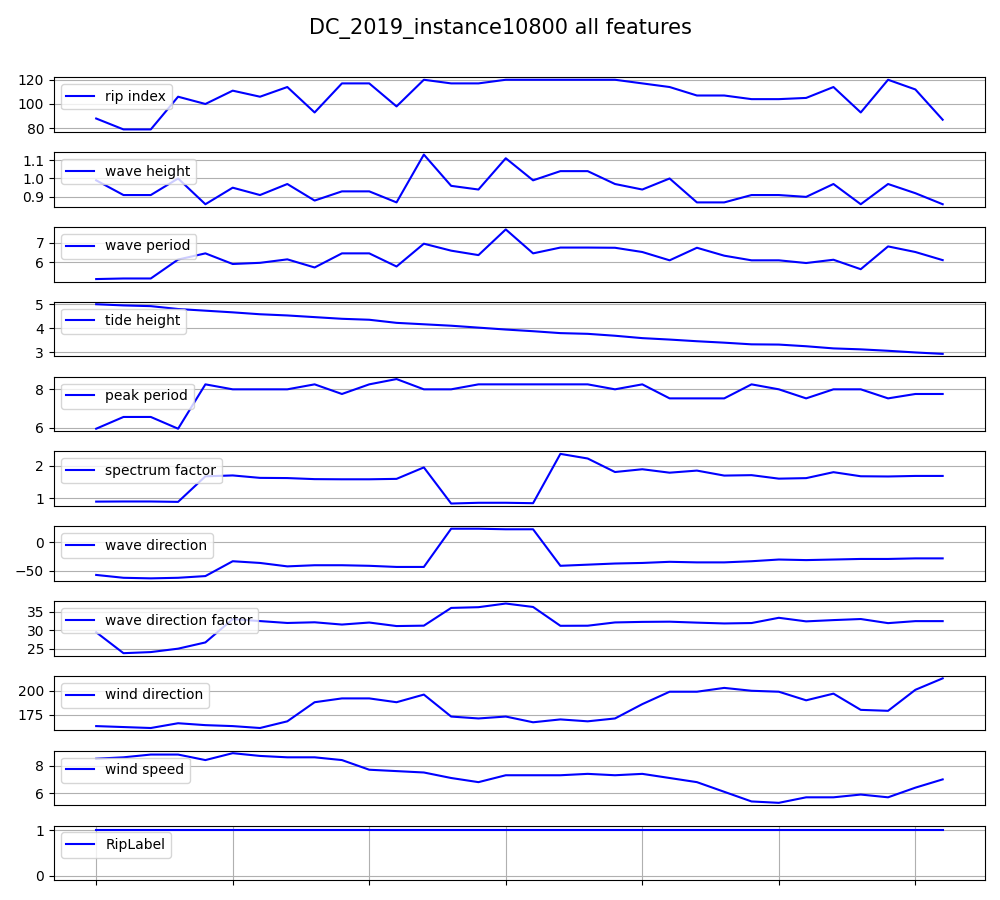 DC_2019_instance10800 all features
120
100
80
rip index
1.1
1.0
0.9
wave height
7
6
wave period
5
4
3
tide height
8
6
peak period
2
1
spectrum factor
0
−50
wave direction
35
30
25
wave direction factor
200
175
wind direction
8
6
wind speed
1
0
RipLabel